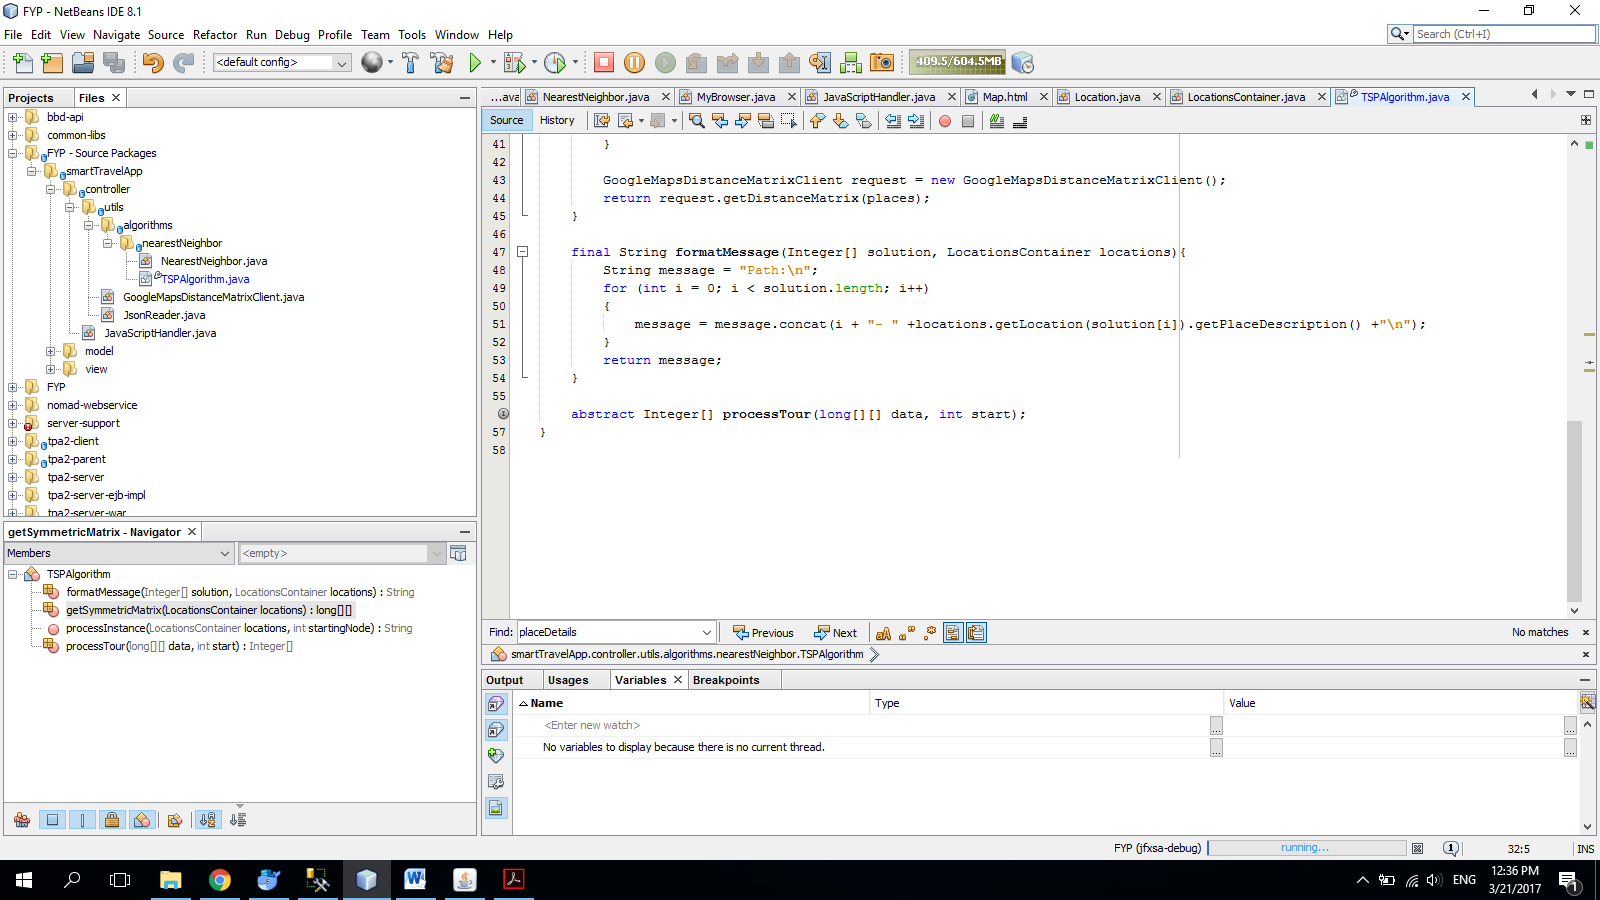 FYP - NetBeans IDE 8.1
File Edit View Navigate Source Refactor Run Debug Profile Team Tools Window Help
Search (Ctrl+I)
<default config>
409.5/604.5MB
Projects Files
...ava NearestNeighbor.java MyBrowser.java JavaScriptHandler.java Map.html Location.java LocationsContainer.java TSPAlgorithm.java
Source History
bbd-api
common-libs
FYP - Source Packages
smartTravelApp
controller
utils
algorithms
nearestNeighbor
NearestNeighbor.java
TSPAlgorithm.java
GoogleMapsDistanceMatrixClient.java
JsonReader.java
JavaScriptHandler.java
model
view
FYP
nomad-webservice
server-support
tpa2-client
tpa2-parent
tpa2-server
tpa2-server-ejb-impl
tpa2-server-war
41 }
42
43 GoogleMapsDistanceMatrixClient request = new GoogleMapsDistanceMatrixClient();
44 return request.getDistanceMatrix(places);
45 }
46
47 final String formatMessage(Integer[] solution, LocationsContainer locations){
48 String message = "Path:\n";
49 for (int i = 0; i < solution.length; i++)
50 {
51 message = message.concat(i + "- " +locations.getLocation(solution[i]).getPlaceDescription() +"\n");
52 }
53 return message;
54 }
55
abstract Integer[] processTour(long[][] data, int start);
57 }
58
getSymmetricMatrix - Navigator
Members <empty>
TSPAlgorithm
formatMessage(Integer[] solution, LocationsContainer locations) : String
getSymmetricMatrix(LocationsContainer locations) : long[][]
processInstance(LocationsContainer locations, int startingNode) : String
processTour(long[][] data, int start) : Integer[]
Find: placeDetails Previous Next No matches
smartTravelApp.controller.utils.algorithms.nearestNeighbor.TSPAlgorithm
Output Usages Variables Breakpoints
Name Type Value
<Enter new watch>
No variables to display because there is no current thread.
FYP (jfxsa-debug) running... 1 32:5 INS
ENG 12:36 PM
3/21/2017
1